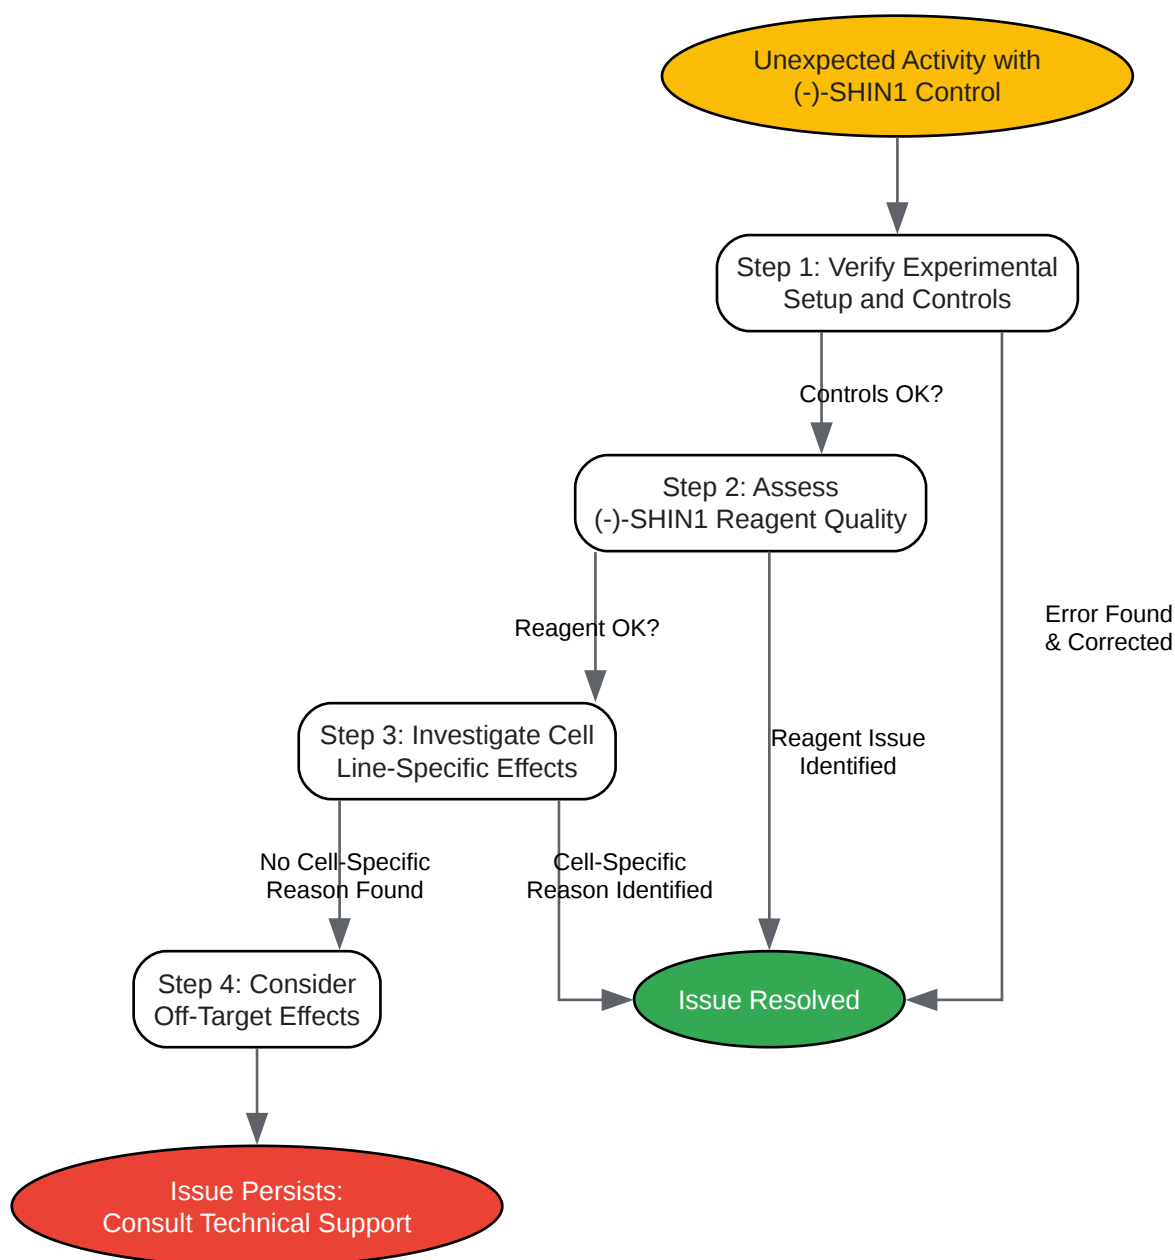 Unexpected Activity with
(-)-SHIN1 Control
Step 1: Verify Experimental
Setup and Controls
Controls OK?
Step 2: Assess
(-)-SHIN1 Reagent Quality
Reagent OK?
Error Found
& Corrected
Step 3: Investigate Cell
Line-Specific Effects
Reagent Issue
Identified
No Cell-Specific
Reason Found
Cell-Specific
Reason Identified
Step 4: Consider
Off-Target Effects
Issue Resolved
Issue Persists:
Consult Technical Support